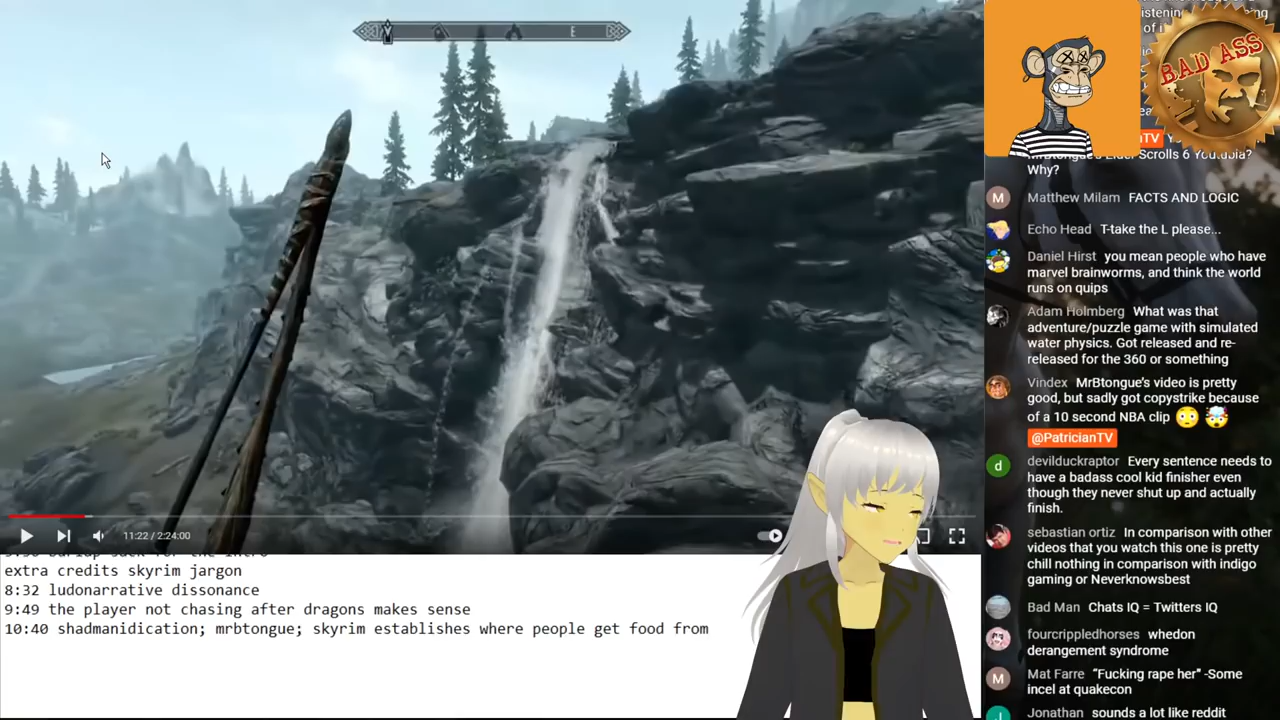 E
11:22 / 2:24:00
extra credits skyrim jargon
8:32 ludonarrative dissonance
9:49 the player not chasing after dragons makes sense
10:40 shadmanidication; mrbtongue; skyrim establishes where people get food from
BAD ASS
Why?
M Matthew Milam FACTS AND LOGIC
Echo Head T-take the L please...
Daniel Hirst you mean people who have
marvel brainworms, and think the world
runs on quips
Adam Holmberg What was that
adventure/puzzle game with simulated
water physics. Got released and re-
released for the 360 or something
Vindex MrBtongue's video is pretty
good, but sadly got copystrike because
of a 10 second NBA clip
@PatricianTV
d devilduckraptor Every sentence needs to
have a badass cool kid finisher even
though they never shut up and actually
finish.
sebastian ortiz In comparison with other
videos that you watch this one is pretty
chill nothing in comparison with indigo
gaming or Neverknowsbest
Bad Man Chats IQ = Twitters IQ
fourcrippledhorses whedon
derangement syndrome
M Mat Farre “Fucking rape her” -Some
incel at quakecon
J Jonathan sounds a lot like reddit